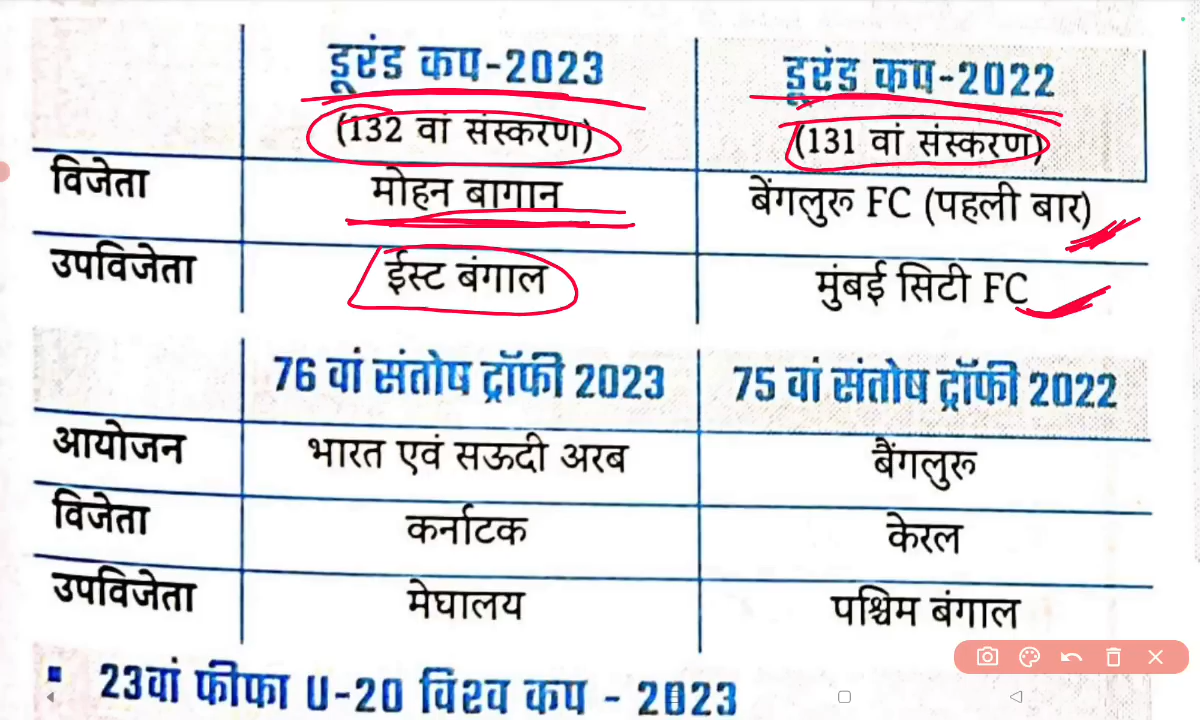 डूरंड कप-2023 डूरंड कप-2022
(132 वां संस्करण) (131 वां संस्करण)
विजेता मोहन बागान बेंगलुरु FC (पहली बार)
उपविजेता ईस्ट बंगाल मुंबई सिटी FC
76 वां संतोष ट्रॉफी 2023 75 वां संतोष ट्रॉफी 2022
आयोजन भारत एवं सऊदी अरब बैंगलुरू
विजेता कर्नाटक केरल
उपविजेता मेघालय पश्चिम बंगाल
▪ 23वां फीफा U-20 विश्व कप - 2023